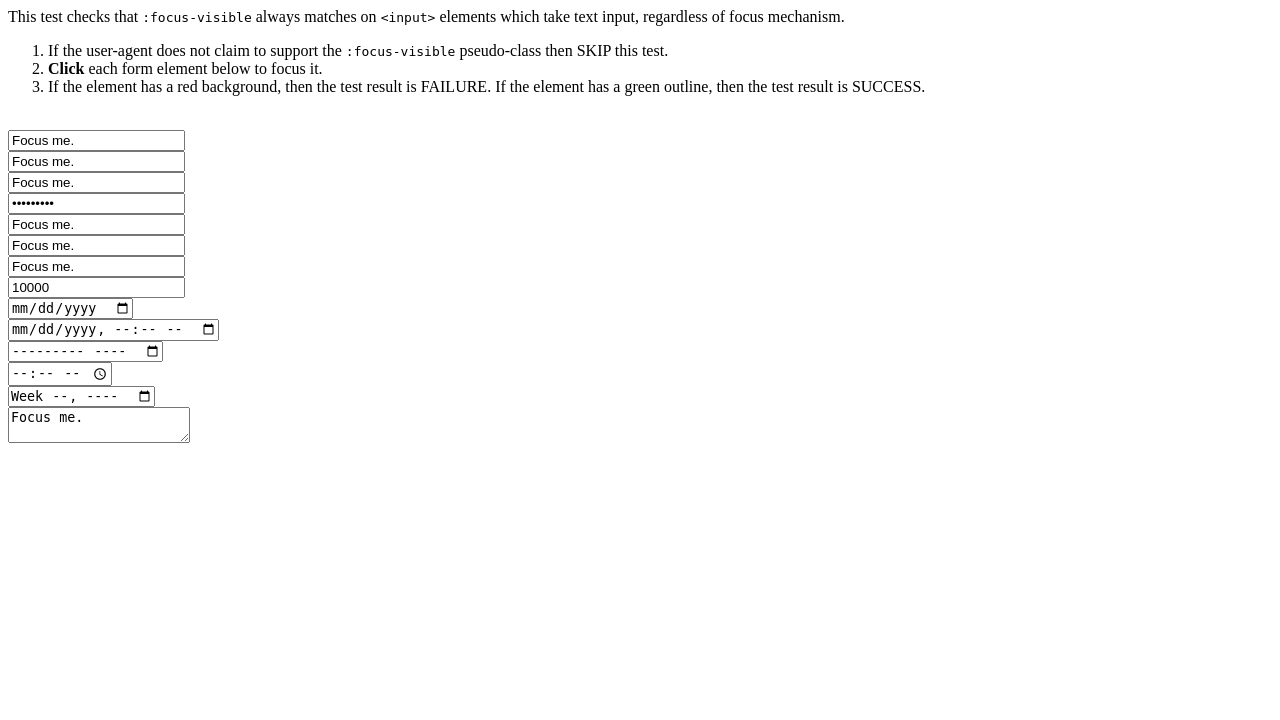 This test checks that :focus-visible always matches on <input> elements which take text input, regardless of focus mechanism.
1. If the user-agent does not claim to support the :focus-visible pseudo-class then SKIP this test.
2. Click each form element below to focus it.
3. If the element has a red background, then the test result is FAILURE. If the element has a green outline, then the test result is SUCCESS.
Focus me.
Focus me.
Focus me.
•••••••••
Focus me.
Focus me.
Focus me.
10000
mm/dd/yyyy
mm/dd/yyyy, --:-- --
--------- ----
--:-- --
Week --, ----
Focus me.